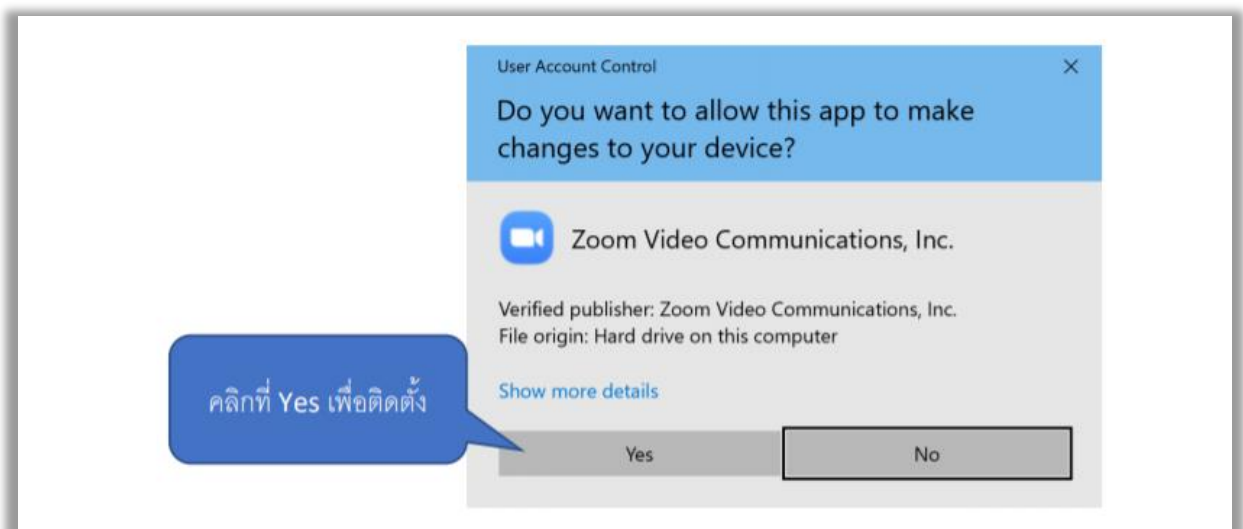 User Account Control
Do you want to allow this app to make
changes to your device?
Zoom Video Communications, Inc.
Verified publisher: Zoom Video Communications, Inc.
File origin: Hard drive on this computer
Show more details
คลิกที่ Yes เพื่อติดตั้ง
Yes
No